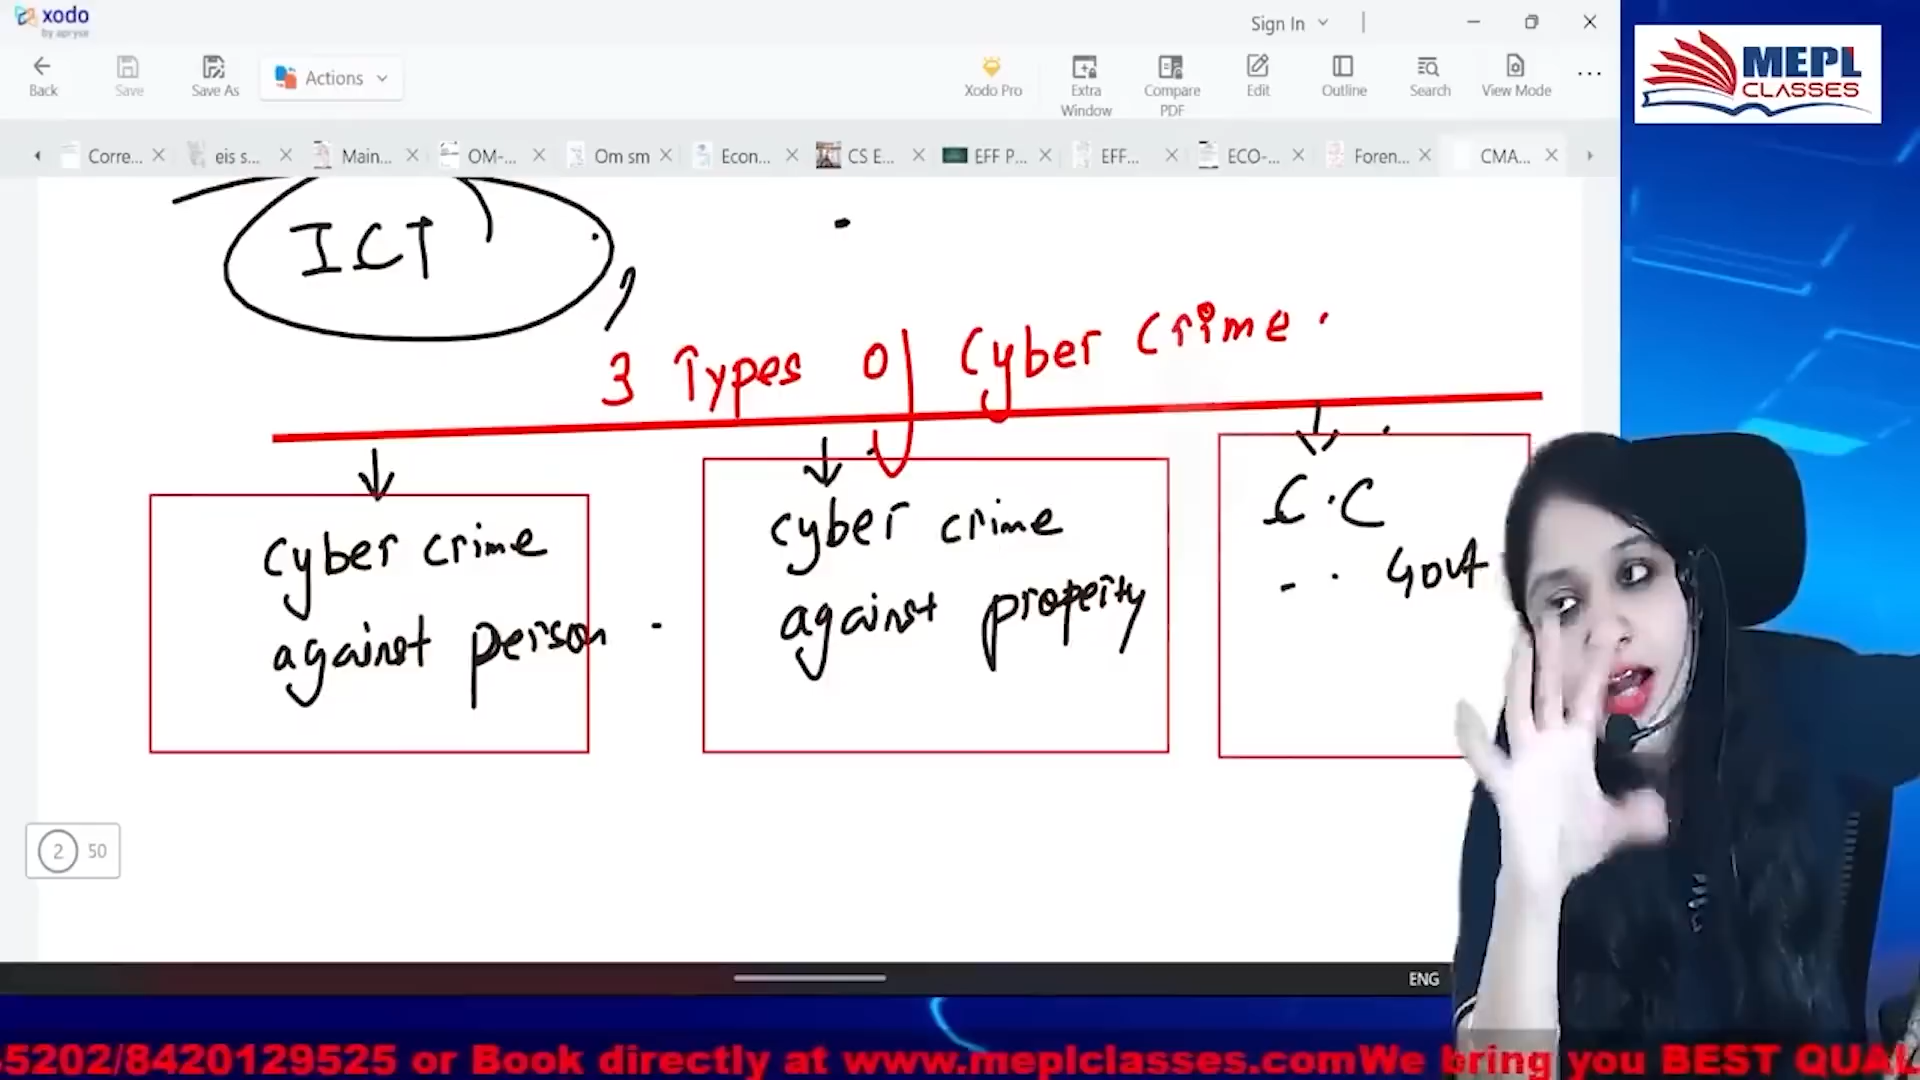 xodo
by apryse
Sign In
Back
Save
Save As
Actions
Xodo Pro
Extra Window
Compare PDF
Edit
Outline
Search
View Mode
MEPL
CLASSES
Corre...
eis s...
Main...
OM-...
Om sm
Econ...
CS E...
EFF P...
EFF...
ECO-...
Foren...
CMA...
ICT
3 Types of Cyber Crime.
cyber crime
against person
cyber crime
against property
C.C
Govt
2 50
ENG
-5202/8420129525 or Book directly at www.meplclasses.comWe bring you BEST QUAL